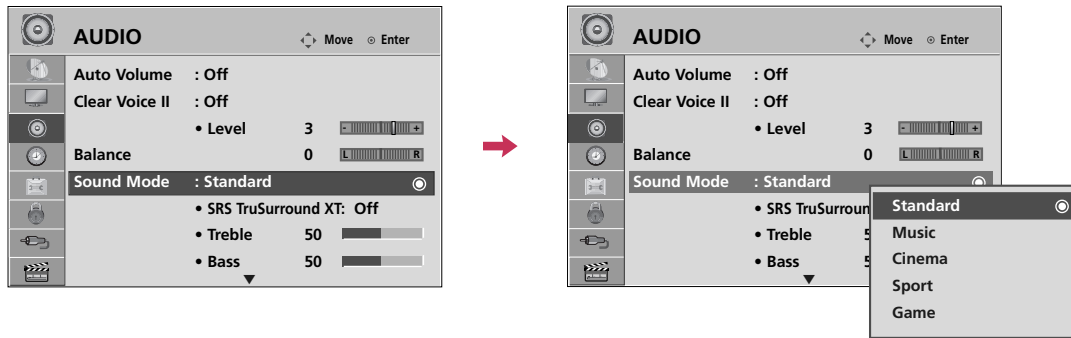 AUDIO Move Enter
Auto Volume : Off
Clear Voice II : Off
• Level 3 - +
Balance 0 L R
Sound Mode : Standard
• SRS TruSurround XT: Off
• Treble 50
• Bass 50
AUDIO Move Enter
Auto Volume : Off
Clear Voice II : Off
• Level 3 - +
Balance 0 L R
Sound Mode : Standard
• SRS TruSurroun
• Treble 5
• Bass 5
Standard
Music
Cinema
Sport
Game